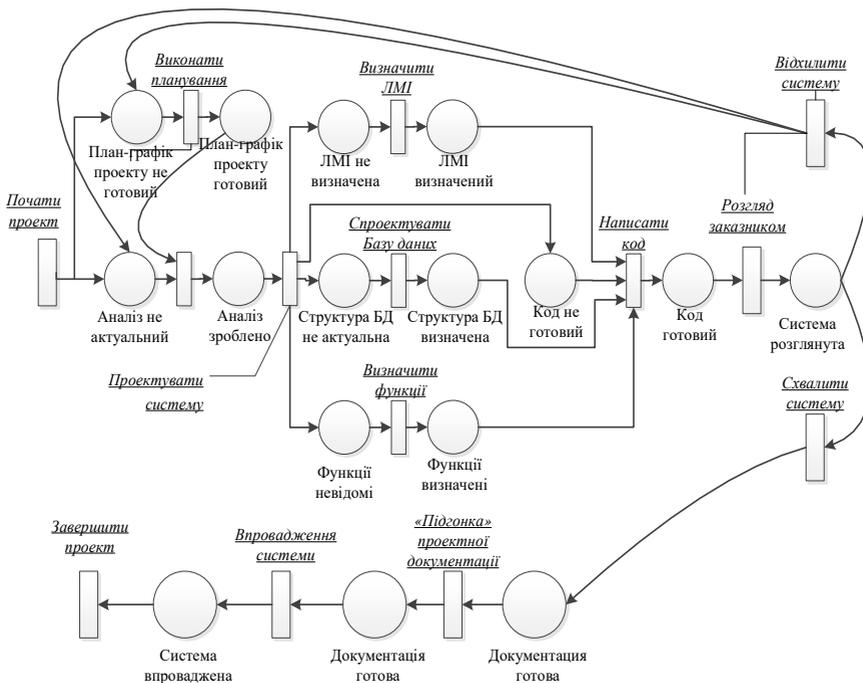 Виконати
планування
Визначити
ЛМІ
Відхилити
систему
План-графік
проекту не
готовий
План-графік
проекту
готовий
ЛМІ не
визначена
ЛМІ
визначений
Почати
проект
Розгляд
заказником
Написати
код
Спроектувати
Базу даних
Аналіз не
актуальний
Аналіз
зроблено
Структура БД
не актуальна
Структура БД
визначена
Код не
готовий
Код
готовий
Система
розглянута
Проектувати
систему
Визначити
функції
Схвалити
систему
Функції
невідомі
Функції
визначені
Завершити
проект
Впровадження
системи
«Підгонка»
проектної
документації
Система
впроваджена
Документація
готова
Документация
готова